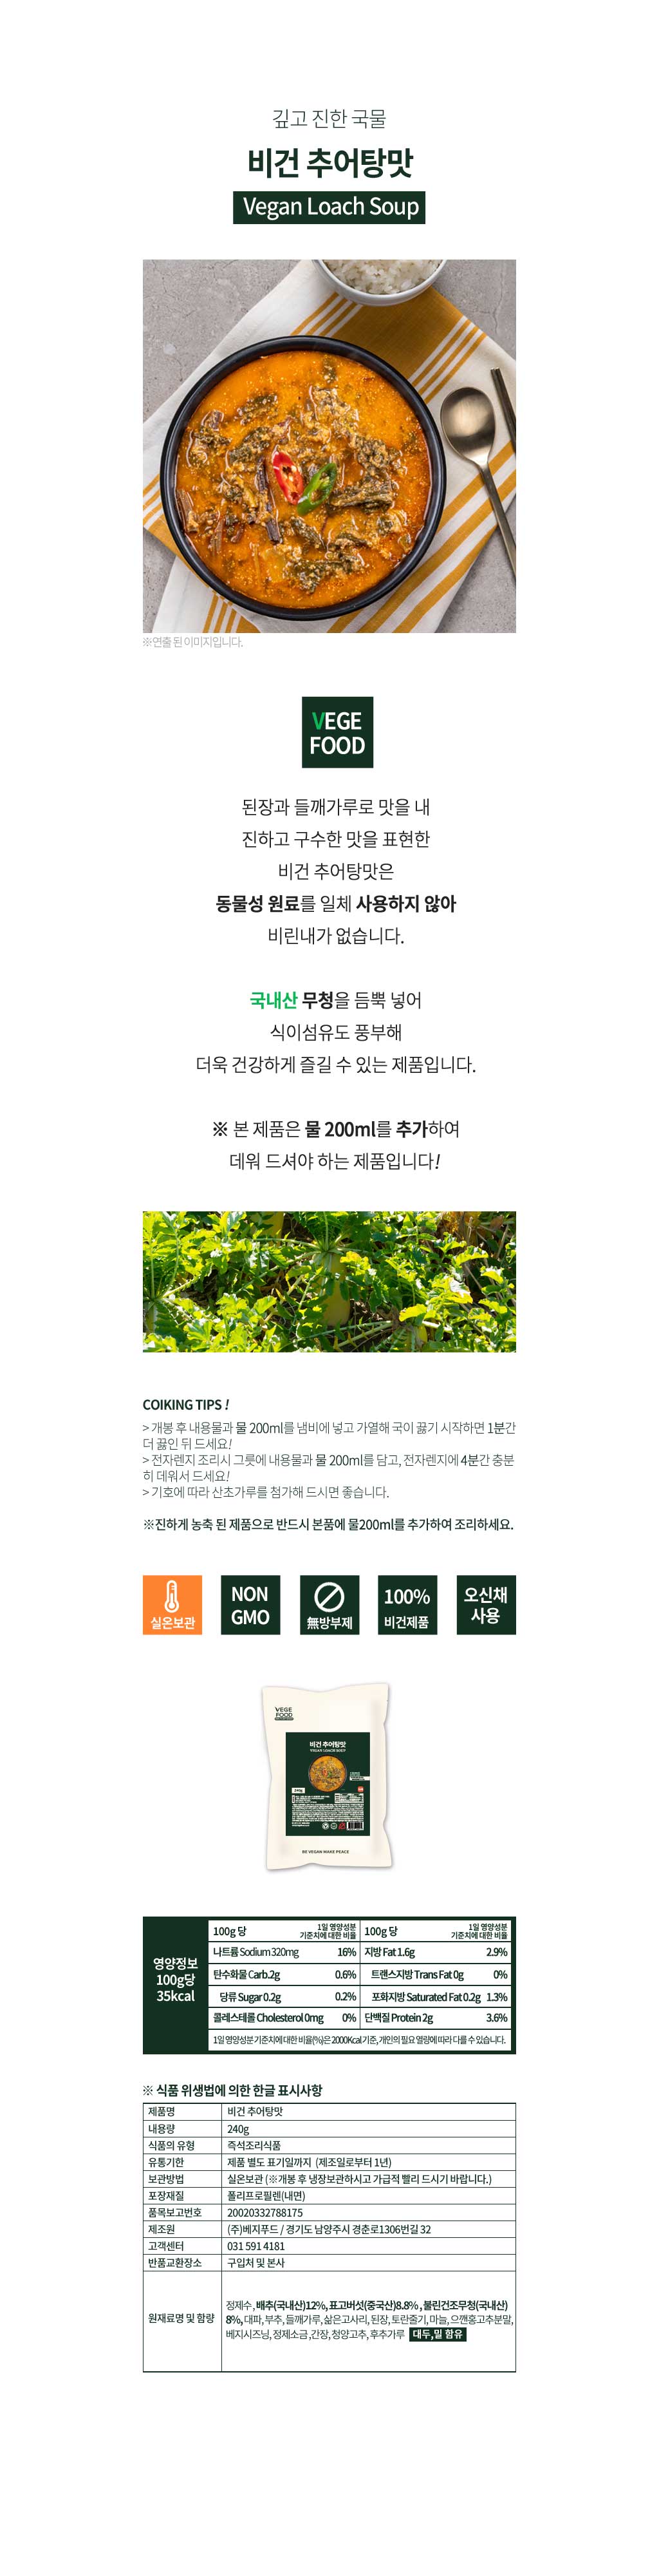 깊고 진한 국물
비건 추어탕맛
Vegan Loach Soup
※연출 된 이미지입니다.
VEGE
FOOD
된장과 들깨가루로 맛을 내
진하고 구수한 맛을 표현한
비건 추어탕맛은
동물성 원료를 일체 사용하지 않아
비린내가 없습니다.
국내산 무청을 듬뿍 넣어
식이섬유도 풍부해
더욱 건강하게 즐길 수 있는 제품입니다.
※ 본 제품은 물 200ml를 추가하여
데워 드셔야 하는 제품입니다!
COIKING TIPS !
> 개봉 후 내용물과 물 200ml를 냄비에 넣고 가열해 국이 끓기 시작하면 1분간
더 끓인 뒤 드세요!
> 전자렌지 조리시 그릇에 내용물과 물 200ml를 담고, 전자렌지에 4분간 충분
히 데워서 드세요!
> 기호에 따라 산초가루를 첨가해 드시면 좋습니다.
※진하게 농축 된 제품으로 반드시 본품에 물200ml를 추가하여 조리하세요.
실온보관
NON
GMO
無방부제
100%
비건제품
오신채
사용
VEGE
FOOD
비건 추어탕맛
VEGAN LOACH SOUP
240g
BE VEGAN MAKE PEACE
영양정보
100g당
35kcal
100g 당 1일 영양성분 기준치에 대한 비율 100g 당 1일 영양성분 기준치에 대한 비율
나트륨 Sodium 320mg 16% 지방 Fat 1.6g 2.9%
탄수화물 Carb.2g 0.6% 트랜스지방 Trans Fat 0g 0%
당류 Sugar 0.2g 0.2% 포화지방 Saturated Fat 0.2g 1.3%
콜레스테롤 Cholesterol 0mg 0% 단백질 Protein 2g 3.6%
1일 영양성분 기준치에 대한 비율(%)은 2000Kcal 기준, 개인의 필요 열량에 따라 다를 수 있습니다.
※ 식품 위생법에 의한 한글 표시사항
제품명 비건 추어탕맛
내용량 240g
식품의 유형 즉석조리식품
유통기한 제품 별도 표기일까지 (제조일로부터 1년)
보관방법 실온보관 (※개봉 후 냉장보관하시고 가급적 빨리 드시기 바랍니다.)
포장재질 폴리프로필렌(내면)
품목보고번호 20020332788175
제조원 (주)베지푸드 / 경기도 남양주시 경춘로1306번길 32
고객센터 031 591 4181
반품교환장소 구입처 및 본사
원재료명 및 함량
정제수, 배추(국내산)12%, 표고버섯(중국산)8.8%, 불린건조무청(국내산)
8%, 대파, 부추, 들깨가루, 삶은고사리, 된장, 토란줄기, 마늘, 으깬홍고추분말,
베지시즈닝, 정제소금, 간장, 청양고추, 후추가루 대두,밀 함유